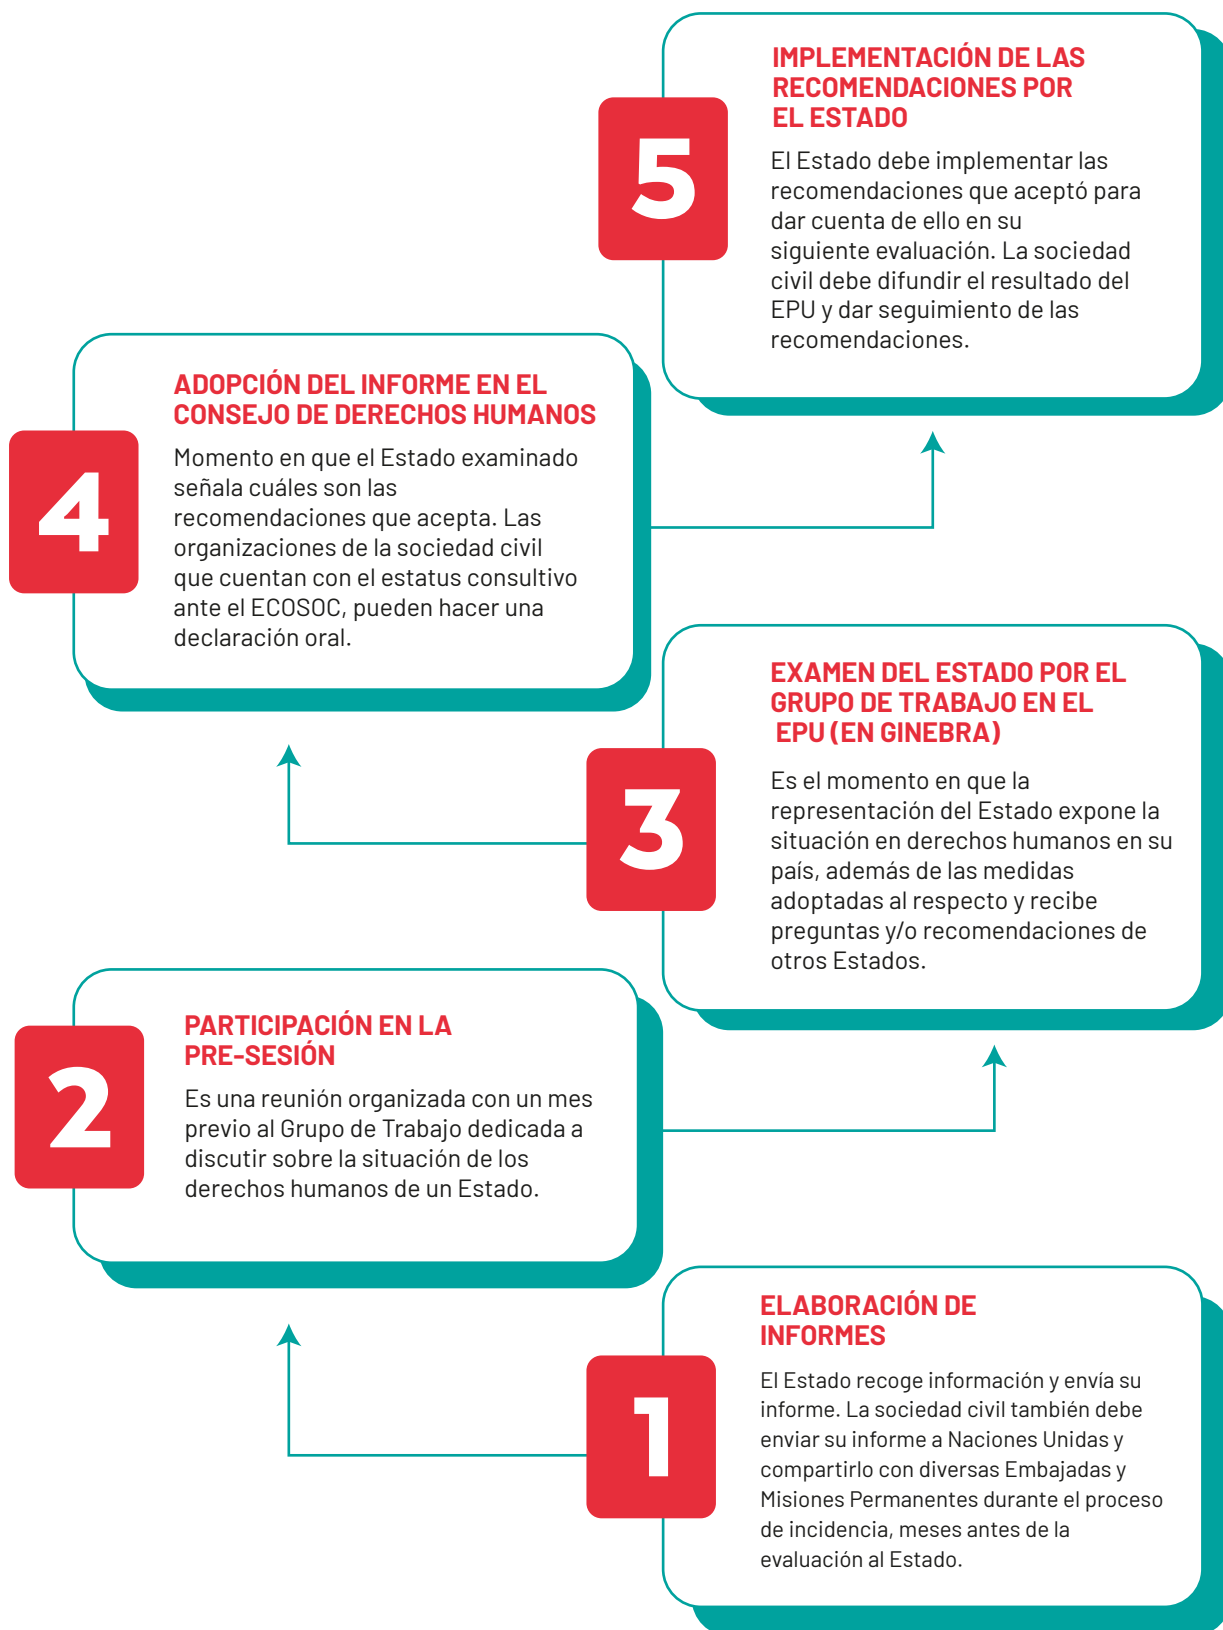 5
IMPLEMENTACIÓN DE LAS
RECOMENDACIONES POR
EL ESTADO
El Estado debe implementar las
recomendaciones que aceptó para
dar cuenta de ello en su
siguiente evaluación. La sociedad
civil debe difundir el resultado del
EPU y dar seguimiento de las
recomendaciones.
4
ADOPCIÓN DEL INFORME EN EL
CONSEJO DE DERECHOS HUMANOS
Momento en que el Estado examinado
señala cuáles son las
recomendaciones que acepta. Las
organizaciones de la sociedad civil
que cuentan con el estatus consultivo
ante el ECOSOC, pueden hacer una
declaración oral.
3
EXAMEN DEL ESTADO POR EL
GRUPO DE TRABAJO EN EL
EPU (EN GINEBRA)
Es el momento en que la
representación del Estado expone la
situación en derechos humanos en su
país, además de las medidas
adoptadas al respecto y recibe
preguntas y/o recomendaciones de
otros Estados.
2
PARTICIPACIÓN EN LA
PRE-SESIÓN
Es una reunión organizada con un mes
previo al Grupo de Trabajo dedicada a
discutir sobre la situación de los
derechos humanos de un Estado.
1
ELABORACIÓN DE
INFORMES
El Estado recoge información y envía su
informe. La sociedad civil también debe
enviar su informe a Naciones Unidas y
compartirlo con diversas Embajadas y
Misiones Permanentes durante el proceso
de incidencia, meses antes de la
evaluación al Estado.